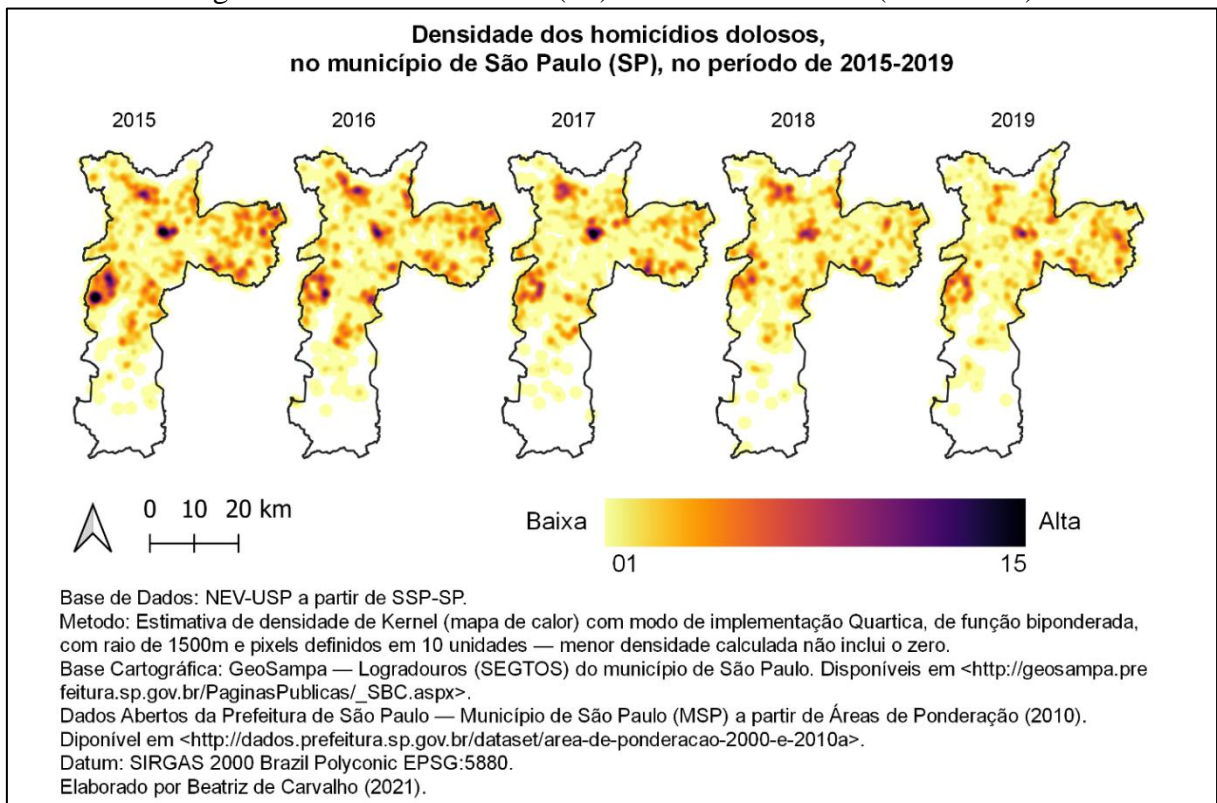 Densidade dos homicídios dolosos,
no município de São Paulo (SP), no período de 2015-2019
2015 2016 2017 2018 2019
0 10 20 km
Baixa Alta
01 15
Base de Dados: NEV-USP a partir de SSP-SP.
Metodo: Estimativa de densidade de Kernel (mapa de calor) com modo de implementação Quartica, de função biponderada,
com raio de 1500m e pixels definidos em 10 unidades — menor densidade calculada não inclui o zero.
Base Cartográfica: GeoSampa — Logradouros (SEGTOS) do município de São Paulo. Disponíveis em <http://geosampa.pre
feitura.sp.gov.br/PaginasPublicas/_SBC.aspx>.
Dados Abertos da Prefeitura de São Paulo — Município de São Paulo (MSP) a partir de Áreas de Ponderação (2010).
Diponível em <http://dados.prefeitura.sp.gov.br/dataset/area-de-ponderacao-2000-e-2010a>.
Datum: SIRGAS 2000 Brazil Polyconic EPSG:5880.
Elaborado por Beatriz de Carvalho (2021).